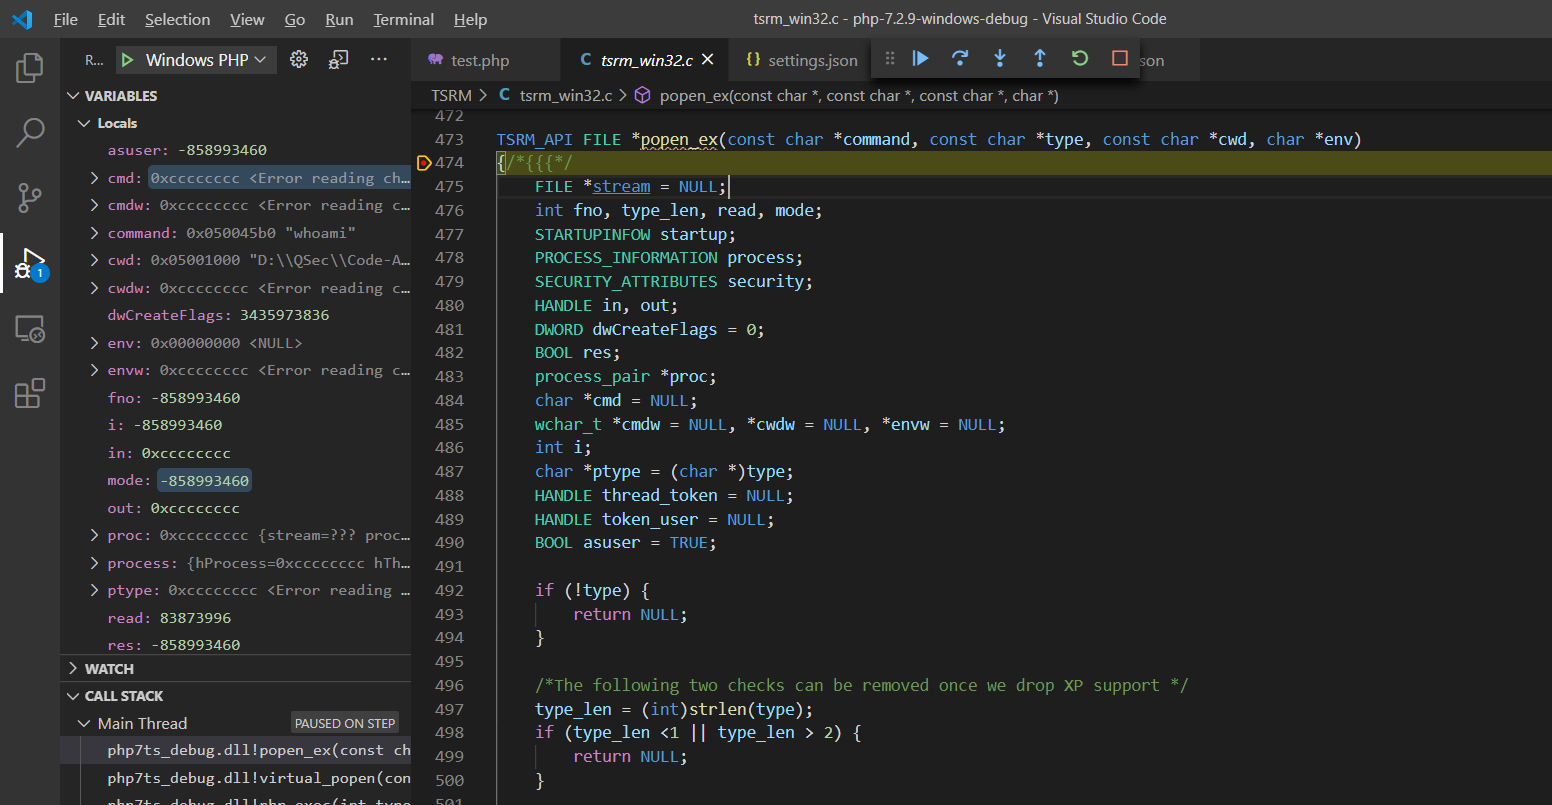 File Edit Selection View Go Run Terminal Help
tsrm_win32.c - php-7.2.9-windows-debug - Visual Studio Code
R... Windows PHP ...
test.php
C tsrm_win32.c
{} settings.json
son
TSRM > C tsrm_win32.c > popen_ex(const char *, const char *, const char *, char *)
1
VARIABLES
Locals
asuser: -858993460
cmd: 0xcccccccc <Error reading ch...
cmdw: 0xcccccccc <Error reading c...
command: 0x050045b0 "whoami"
cwd: 0x05001000 "D:\\QSec\\Code-A...
cwdw: 0xcccccccc <Error reading c...
dwCreateFlags: 3435973836
env: 0x00000000 <NULL>
envw: 0xcccccccc <Error reading c...
fno: -858993460
i: -858993460
in: 0xcccccccc
mode: -858993460
out: 0xcccccccc
proc: 0xcccccccc {stream=??? proc...
process: {hProcess=0xcccccccc hTh...
ptype: 0xcccccccc <Error reading ...
read: 83873996
res: -858993460
WATCH
CALL STACK
Main Thread PAUSED ON STEP
php7ts_debug.dll!popen_ex(const ch
php7ts_debug.dll!virtual_popen(con
php7ts_debug.dll!php_exec(int type
472
473 TSRM_API FILE *popen_ex(const char *command, const char *type, const char *cwd, char *env)
474 {/*{{{*/
475 FILE *stream = NULL;
476 int fno, type_len, read, mode;
477 STARTUPINFOW startup;
478 PROCESS_INFORMATION process;
479 SECURITY_ATTRIBUTES security;
480 HANDLE in, out;
481 DWORD dwCreateFlags = 0;
482 BOOL res;
483 process_pair *proc;
484 char *cmd = NULL;
485 wchar_t *cmdw = NULL, *cwdw = NULL, *envw = NULL;
486 int i;
487 char *ptype = (char *)type;
488 HANDLE thread_token = NULL;
489 HANDLE token_user = NULL;
490 BOOL asuser = TRUE;
491
492 if (!type) {
493 return NULL;
494 }
495
496 /*The following two checks can be removed once we drop XP support */
497 type_len = (int)strlen(type);
498 if (type_len <1 || type_len > 2) {
499 return NULL;
500 }
501